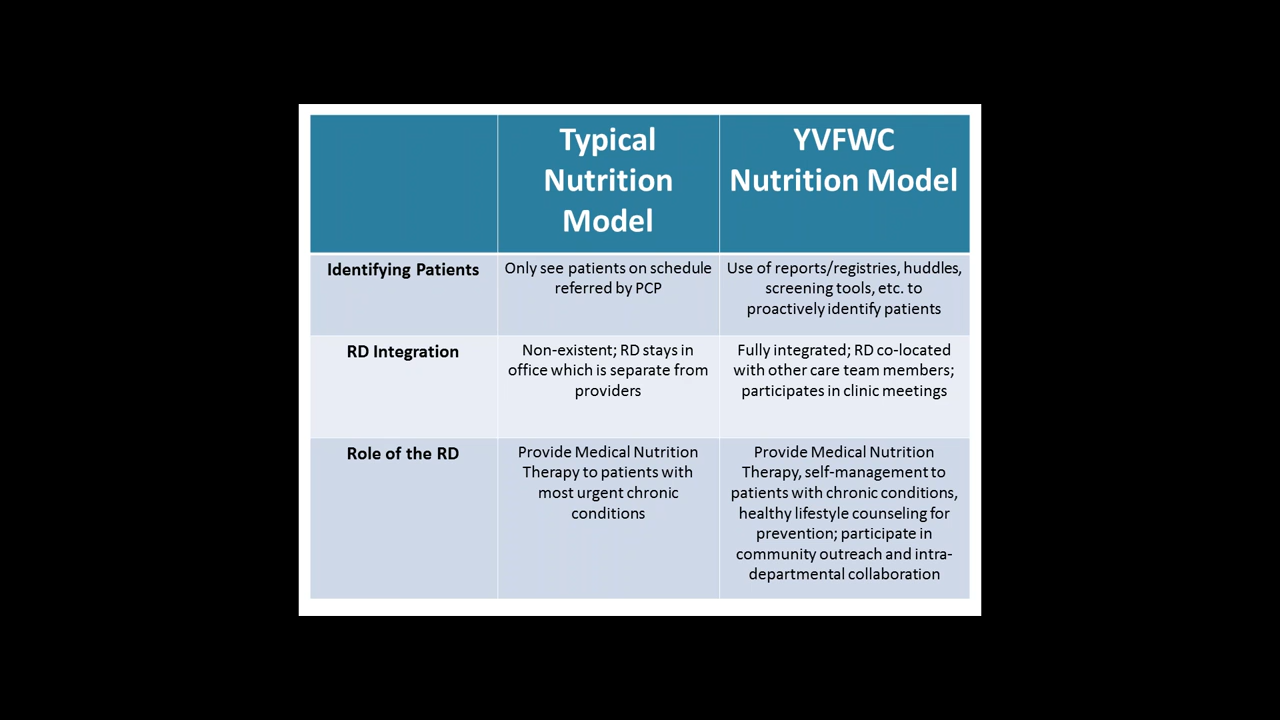 Typical
Nutrition
Model
YVFWC
Nutrition Model
Identifying Patients
Only see patients on schedule
referred by PCP
Use of reports/registries, huddles,
screening tools, etc. to
proactively identify patients
RD Integration
Non-existent; RD stays in
office which is separate from
providers
Fully integrated; RD co-located
with other care team members;
participates in clinic meetings
Role of the RD
Provide Medical Nutrition
Therapy to patients with
most urgent chronic
conditions
Provide Medical Nutrition
Therapy, self-management to
patients with chronic conditions,
healthy lifestyle counseling for
prevention; participate in
community outreach and intra-
departmental collaboration